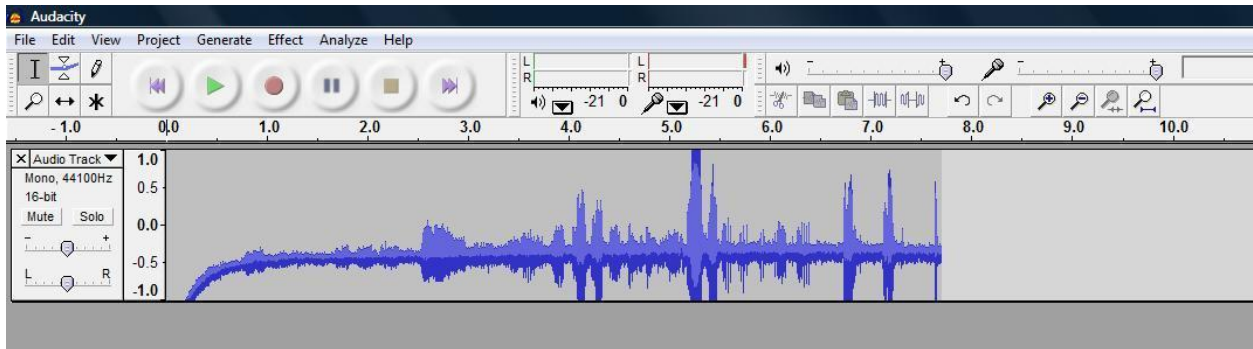 Audacity
File Edit View Project Generate Effect Analyze Help
L
R
-21 0
L
R
-21 0
- 1.0 0.0 1.0 2.0 3.0 4.0 5.0 6.0 7.0 8.0 9.0 10.0
X Audio Track
Mono, 44100Hz
16-bit
Mute Solo
- +
L R
1.0
0.5
0.0
-0.5
-1.0